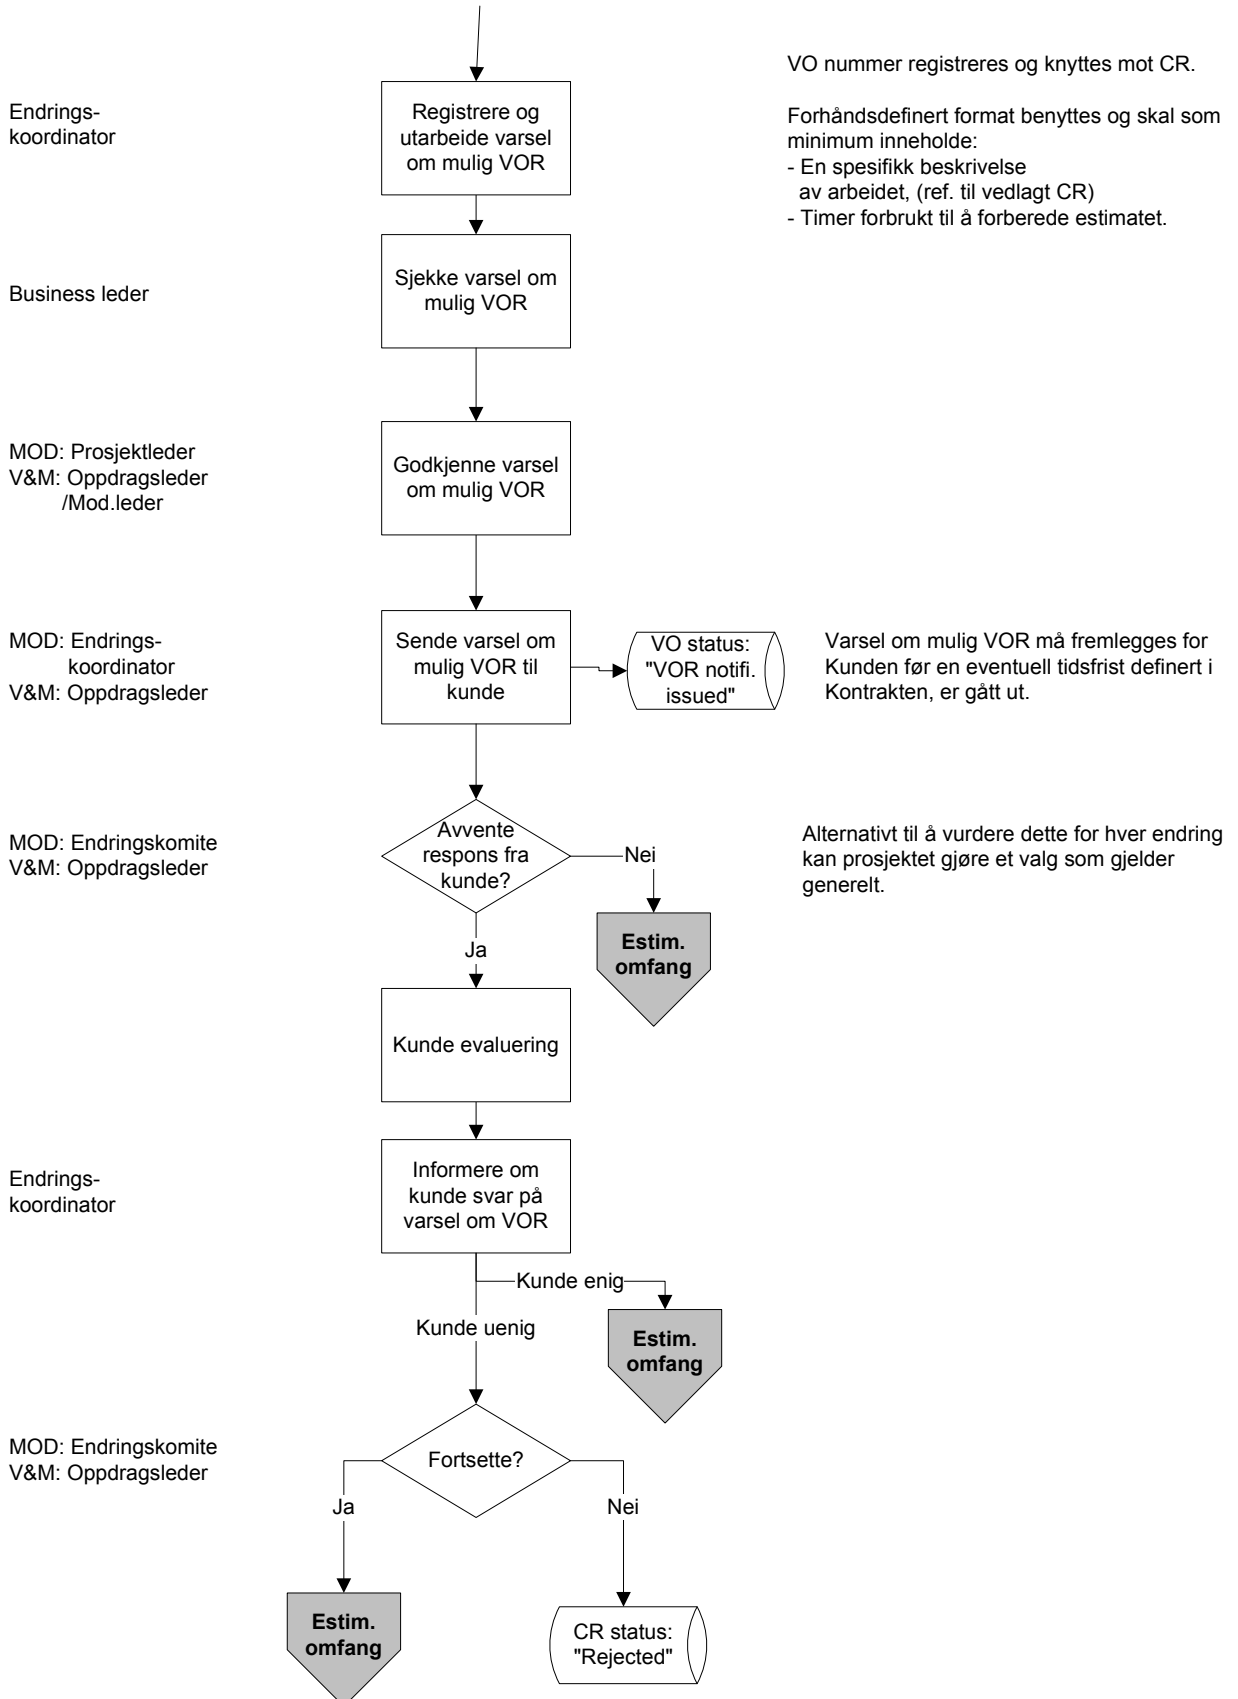 VO nummer registreres og knyttes mot CR.
Endrings-
koordinator
Registrere og
utarbeide varsel
om mulig VOR
Forhåndsdefinert format benyttes og skal som
minimum inneholde:
- En spesifikk beskrivelse
av arbeidet, (ref. til vedlagt CR)
- Timer forbrukt til å forberede estimatet.
Business leder
Sjekke varsel om
mulig VOR
MOD: Prosjektleder
V&M: Oppdragsleder
/Mod.leder
Godkjenne varsel
om mulig VOR
MOD: Endrings-
koordinator
V&M: Oppdragsleder
Sende varsel om
mulig VOR til
kunde
VO status:
"VOR notifi.
issued"
Varsel om mulig VOR må fremlegges for
Kunden før en eventuell tidsfrist definert i
Kontrakten, er gått ut.
MOD: Endringskomite
V&M: Oppdragsleder
Avvente
respons fra
kunde?
Nei
Alternativt til å vurdere dette for hver endring
kan prosjektet gjøre et valg som gjelder
generelt.
Estim.
omfang
Ja
Kunde evaluering
Endrings-
koordinator
Informere om
kunde svar på
varsel om VOR
Kunde enig
Kunde uenig
Estim.
omfang
MOD: Endringskomite
V&M: Oppdragsleder
Fortsette?
Ja
Nei
Estim.
omfang
CR status:
"Rejected"